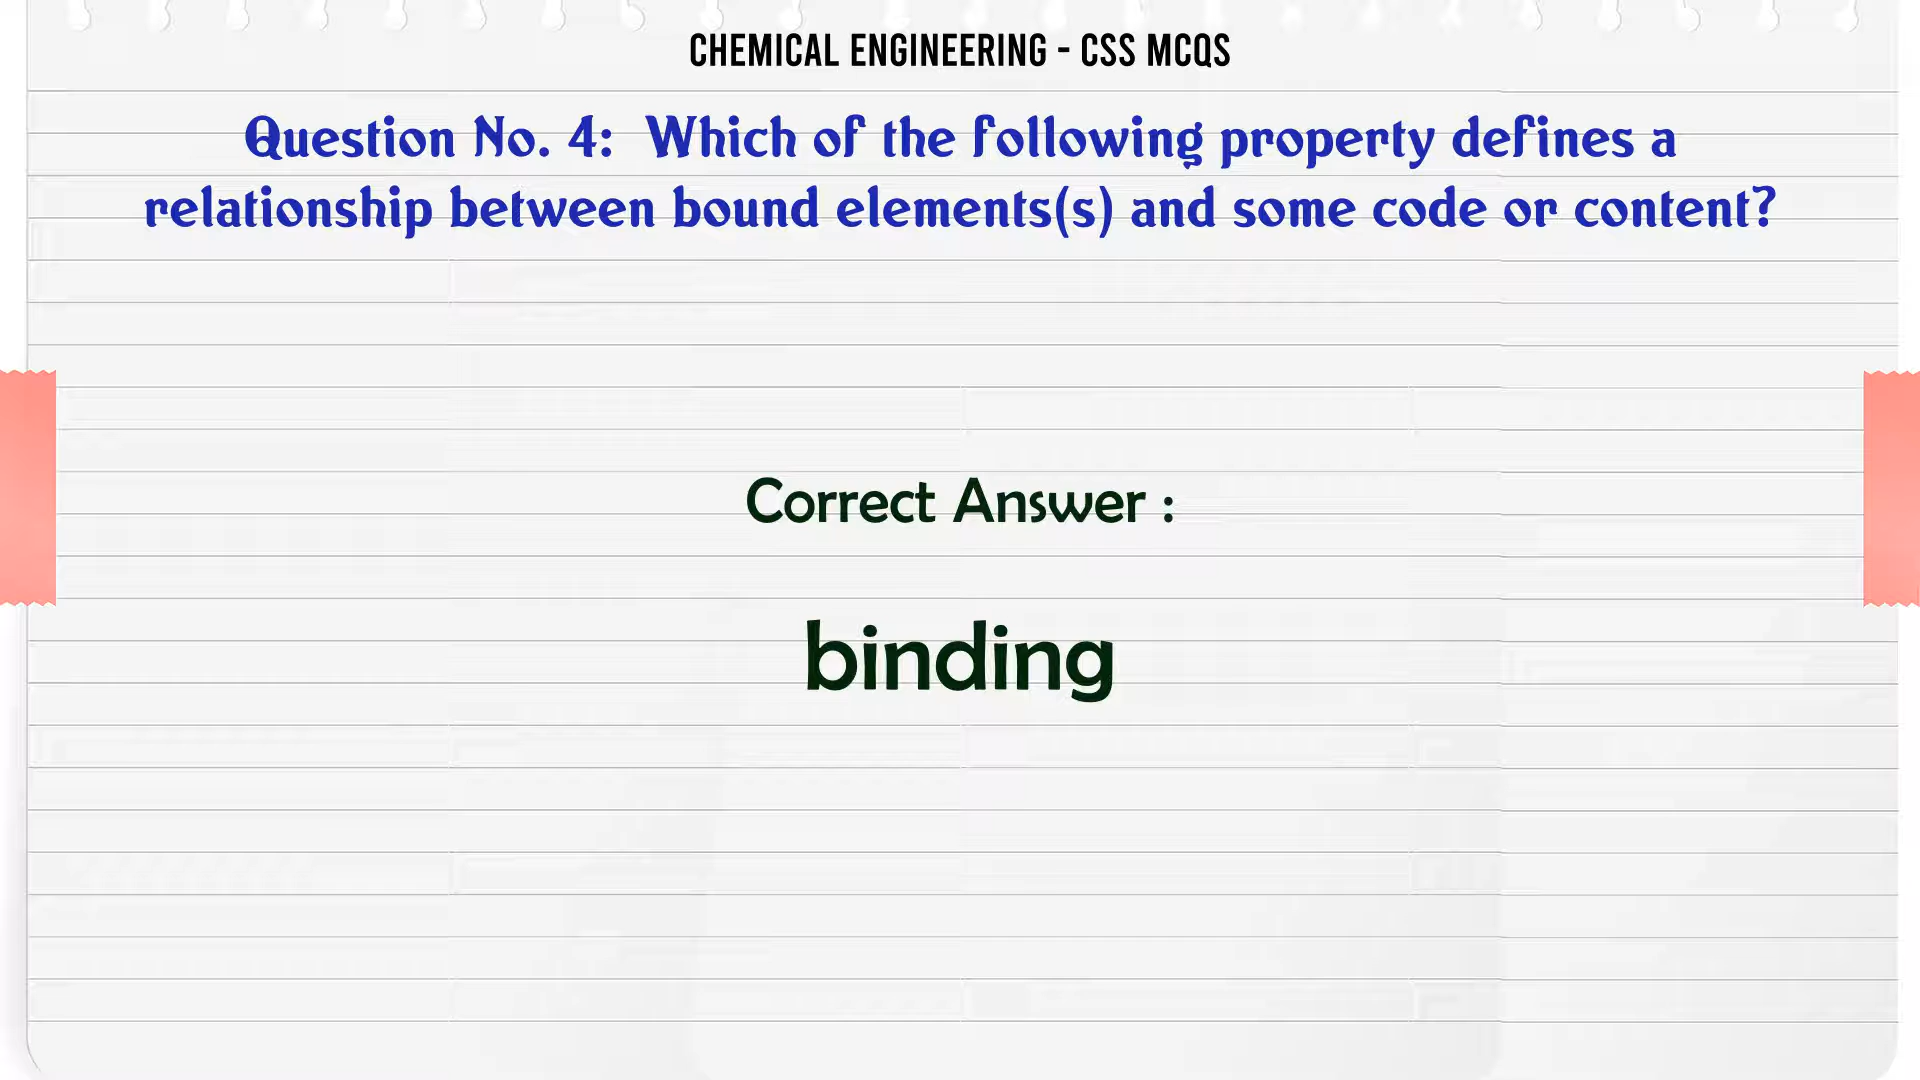 CHEMICAL ENGINEERING - CSS MCQS
Question No. 4: Which of the following property defines a
relationship between bound elements(s) and some code or content?
Correct Answer :
binding